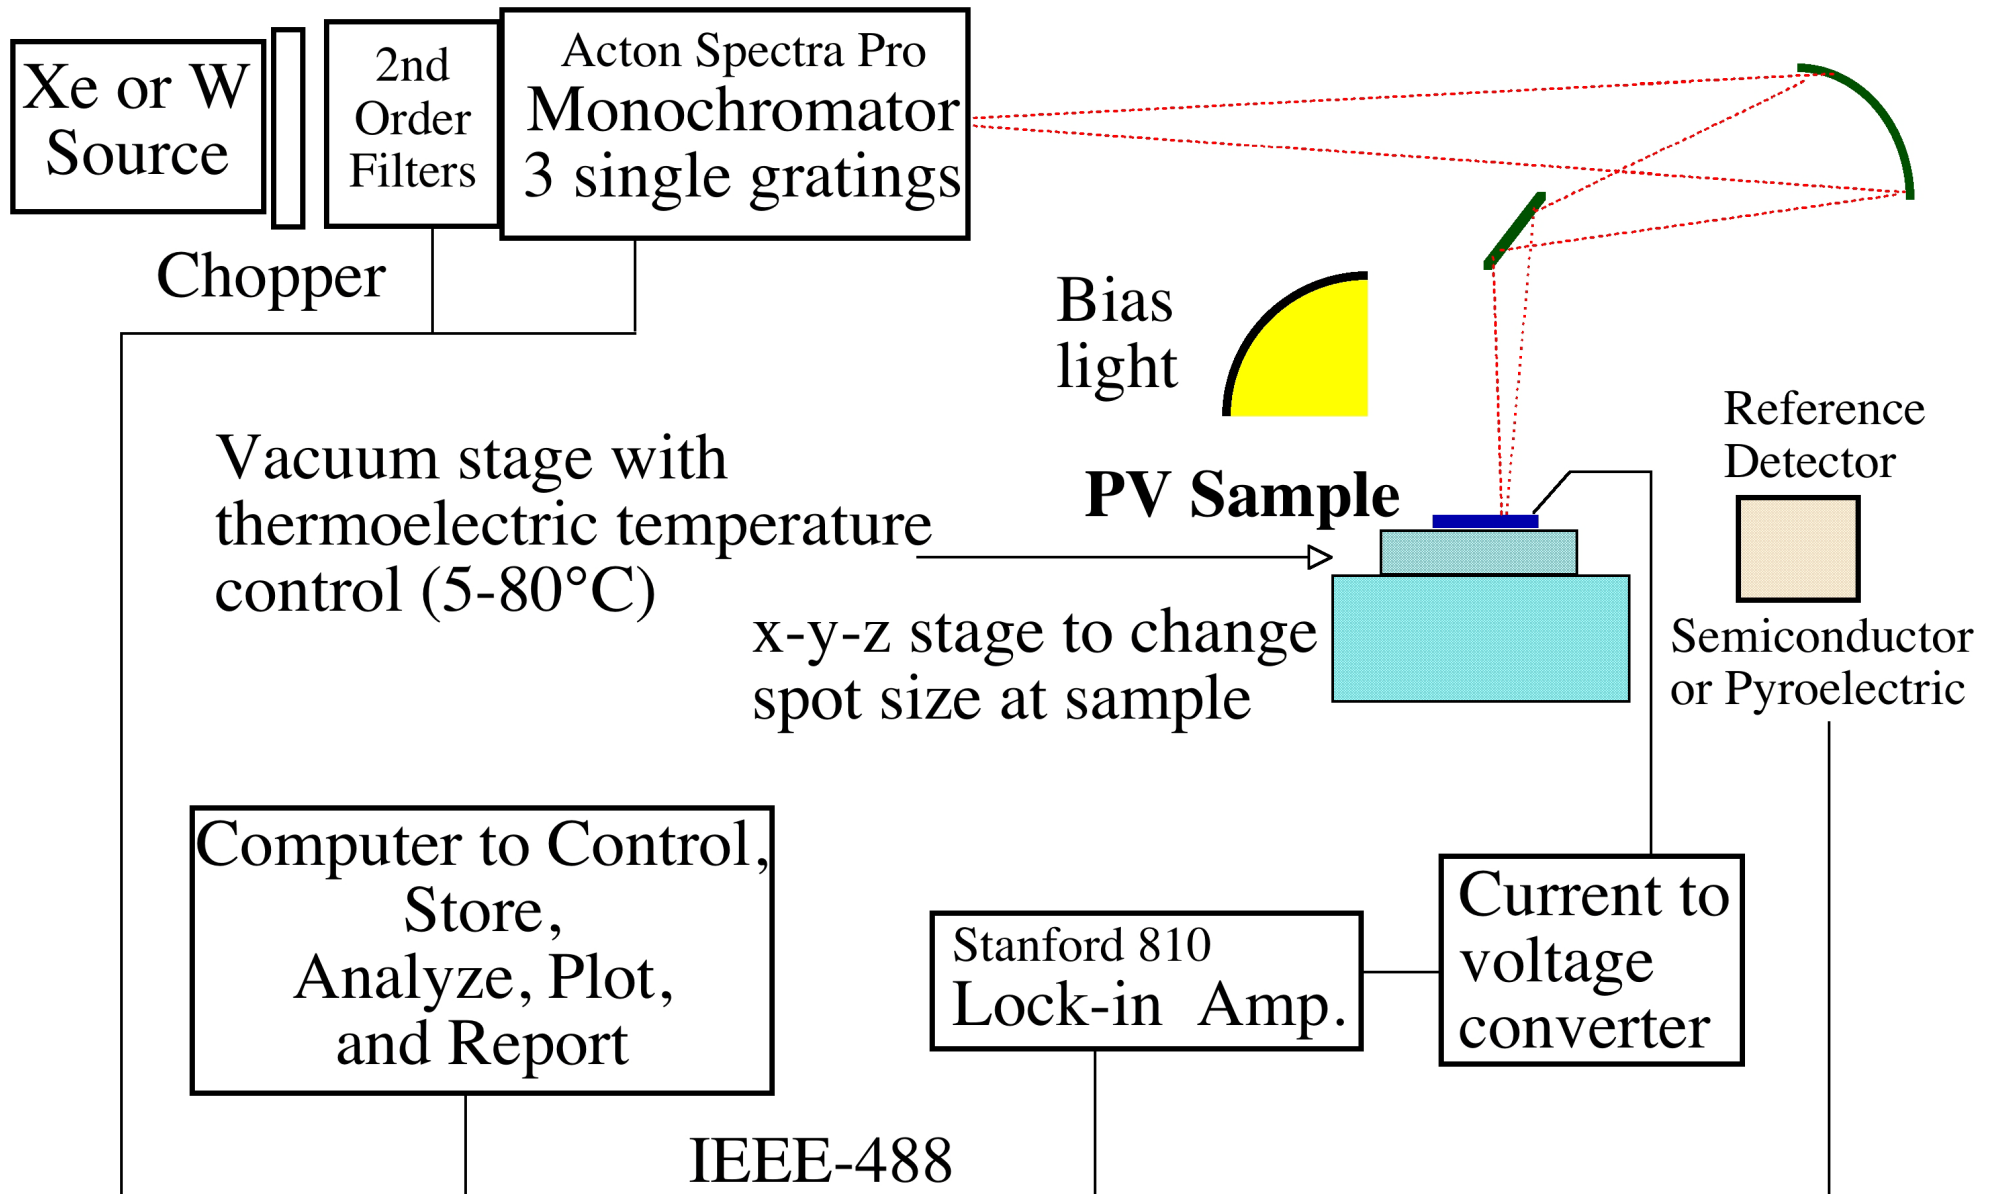 Xe or W
Source
2nd
Order
Filters
Acton Spectra Pro
Monochromator
3 single gratings
Chopper
Bias
light
Vacuum stage with
thermoelectric temperature
control (5-80°C)
PV Sample
Reference
Detector
x-y-z stage to change
spot size at sample
Semiconductor
or Pyroelectric
Computer to Control,
Store,
Analyze, Plot,
and Report
Stanford 810
Lock-in Amp.
Current to
voltage
converter
IEEE-488